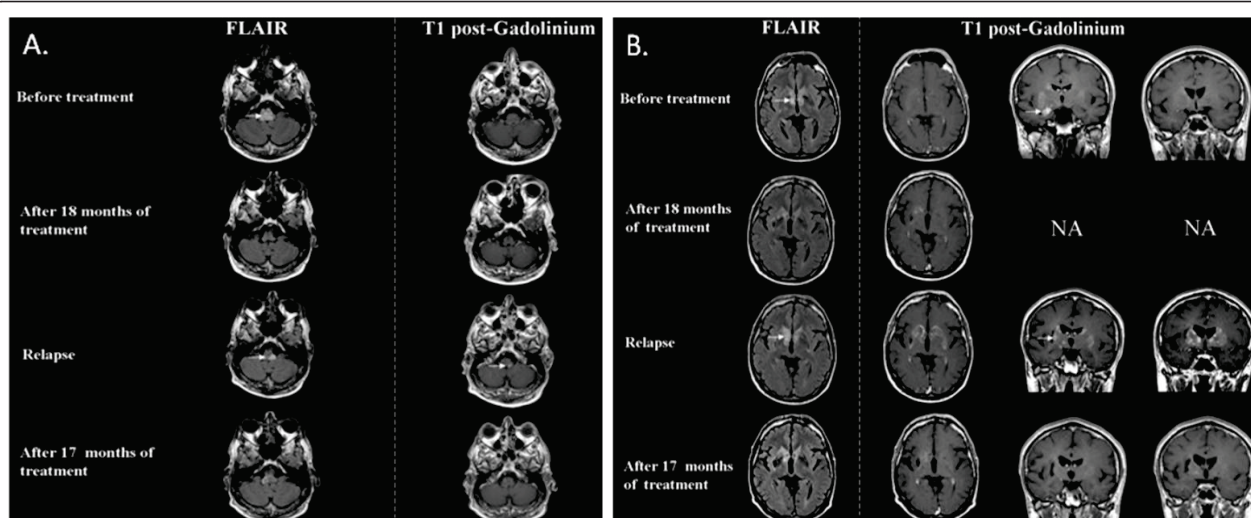 A.
FLAIR
T1 post-Gadolinium
Before treatment
After 18 months of
treatment
Relapse
After 17 months of
treatment
B.
FLAIR
T1 post-Gadolinium
Before treatment
After 18 months
of treatment
NA
NA
Relapse
After 17 months
of treatment